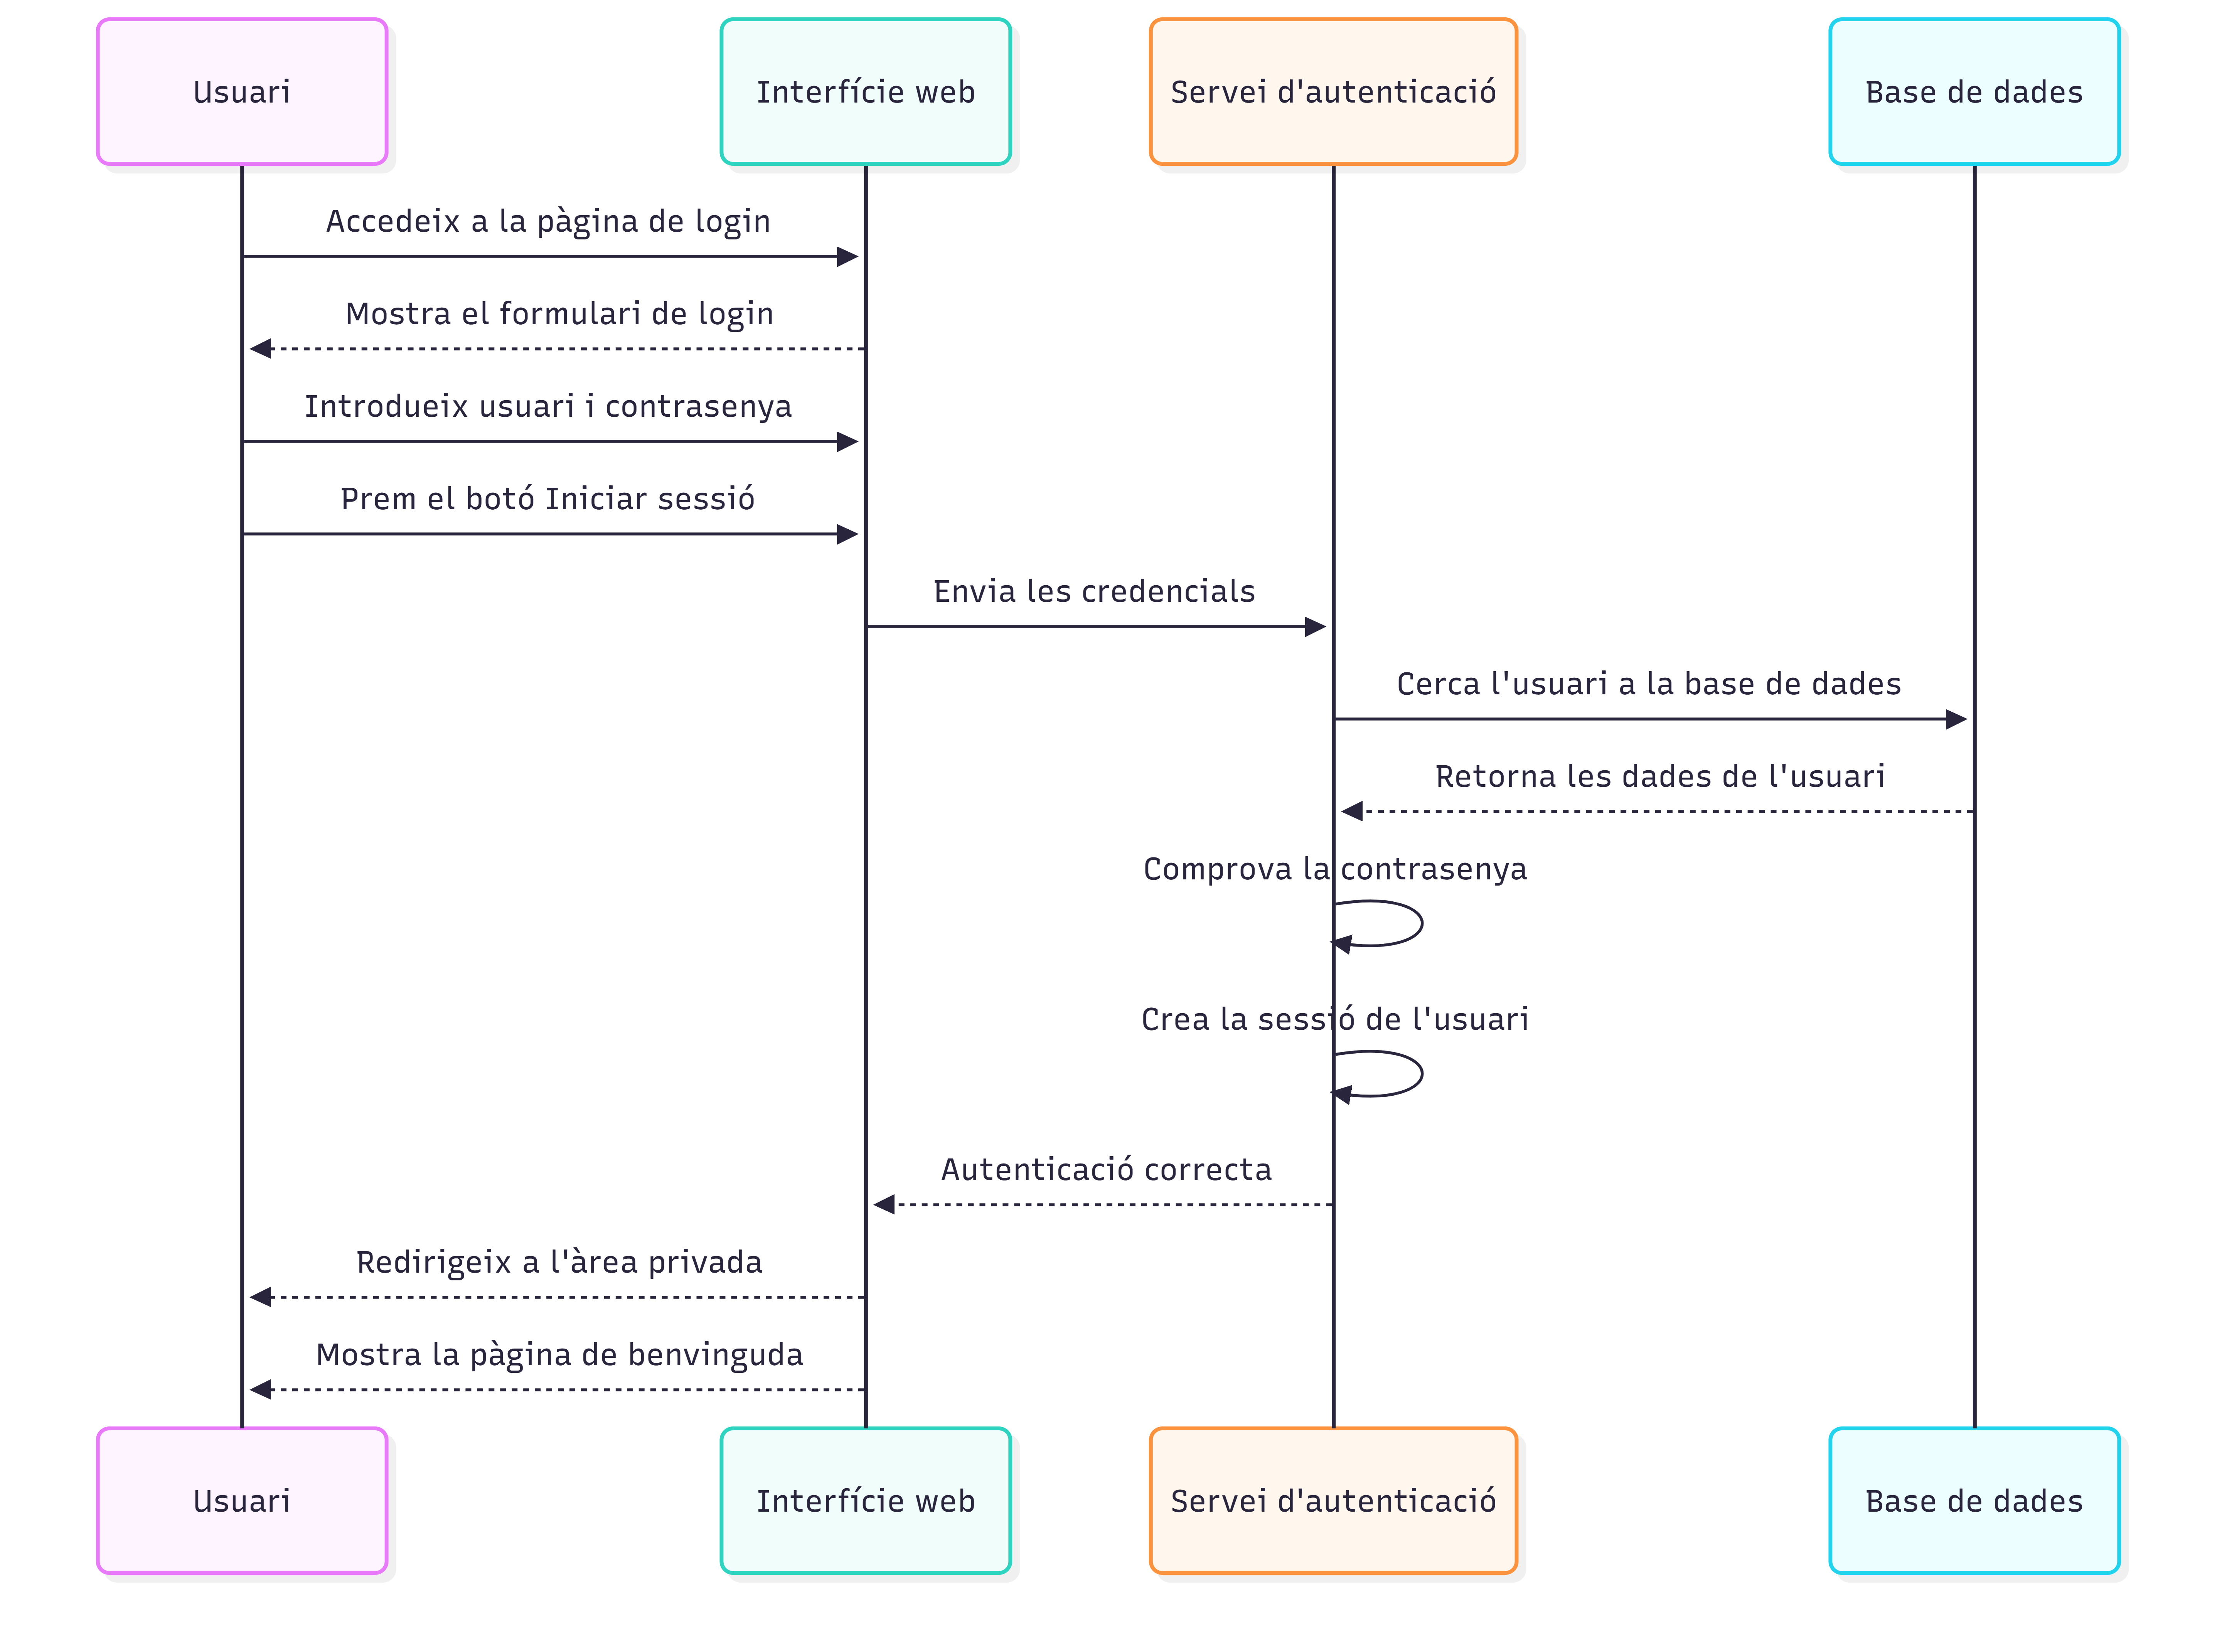 Usuari
Interfície web
Servei d'autenticació
Base de dades
Accedeix a la pàgina de login
Mostra el formulari de login
Introdueix usuari i contrasenya
Prem el botó Iniciar sessió
Envia les credencials
Cerca l'usuari a la base de dades
Retorna les dades de l'usuari
Comprova la contrasenya
Crea la sessió de l'usuari
Autenticació correcta
Redirigeix a l'àrea privada
Mostra la pàgina de benvinguda
Usuari
Interfície web
Servei d'autenticació
Base de dades